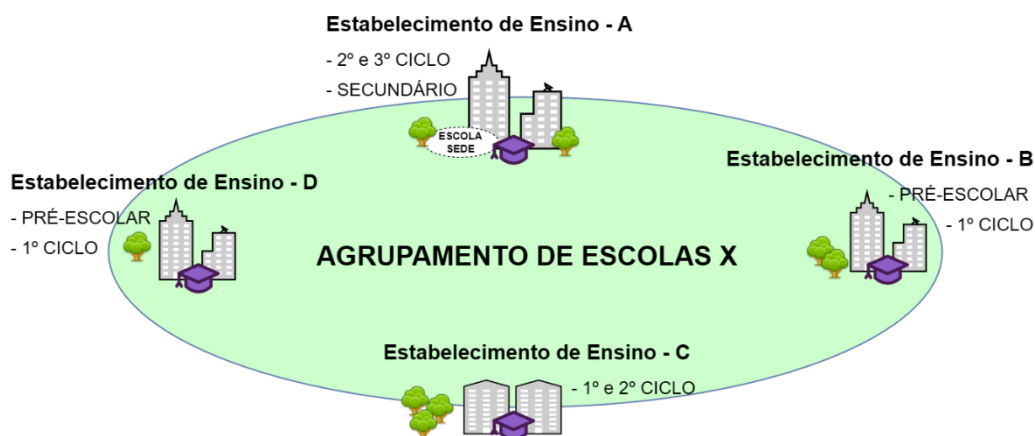 Estabelecimento de Ensino - A
- 2º e 3º CICLO
- SECUNDÁRIO
ESCOLA
SEDE
Estabelecimento de Ensino - B
- PRÉ-ESCOLAR
- 1º CICLO
Estabelecimento de Ensino - D
- PRÉ-ESCOLAR
- 1º CICLO
AGRUPAMENTO DE ESCOLAS X
Estabelecimento de Ensino - C
- 1º e 2º CICLO